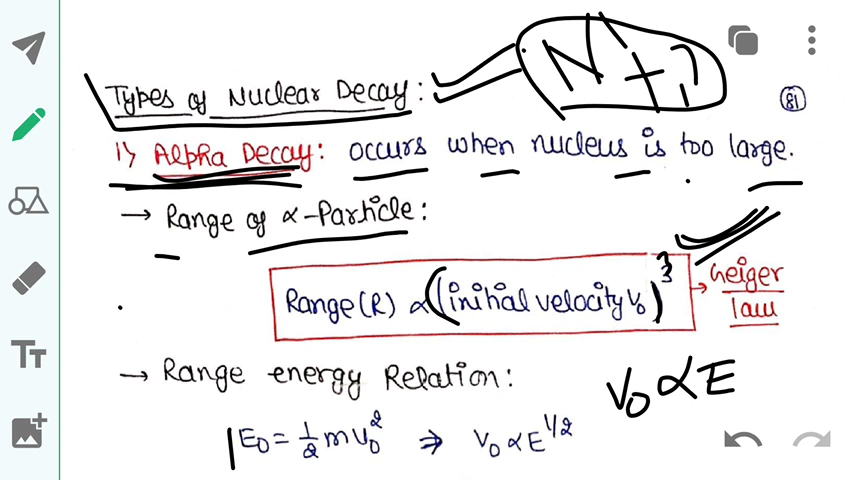 Types of Nuclear Decay:
N
81
1) Alpha Decay: occurs when nucleus is too large.
→ Range of α-Particle:
Range(R) ∝ (initial velocity V₀)³ → Geiger law
→ Range energy Relation:
V₀ ∝ E
E₀ = 1/2 mv₀² ⇒ V₀ ∝ E^1/2
TT